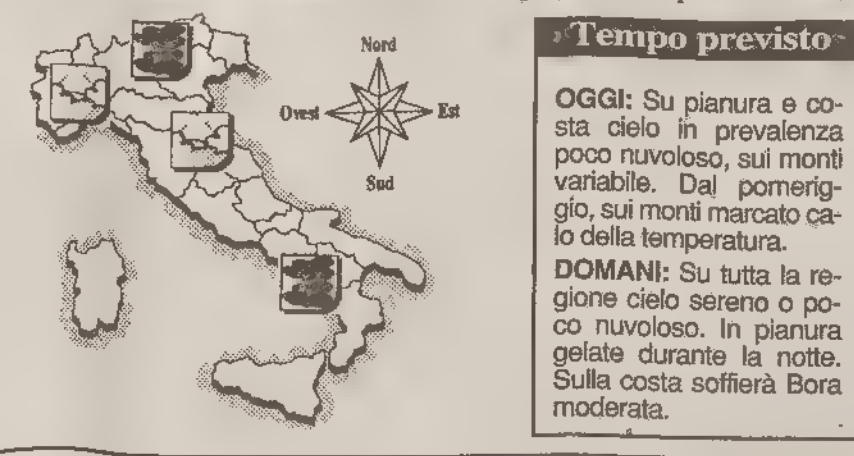 Nord
Ovest
Est
Sud
Tempo previsto
OGGI: Su pianura e co-
sta cielo in prevalenza
poco nuvoloso, sui monti
variabile. Dal pomerig-
gio, sui monti marcato ca-
lo della temperatura.
DOMANI: Su tutta la re-
gione cielo sereno o po-
co nuvoloso. In pianura
gelate durante la notte.
Sulla costa soffierà Bora
moderata.